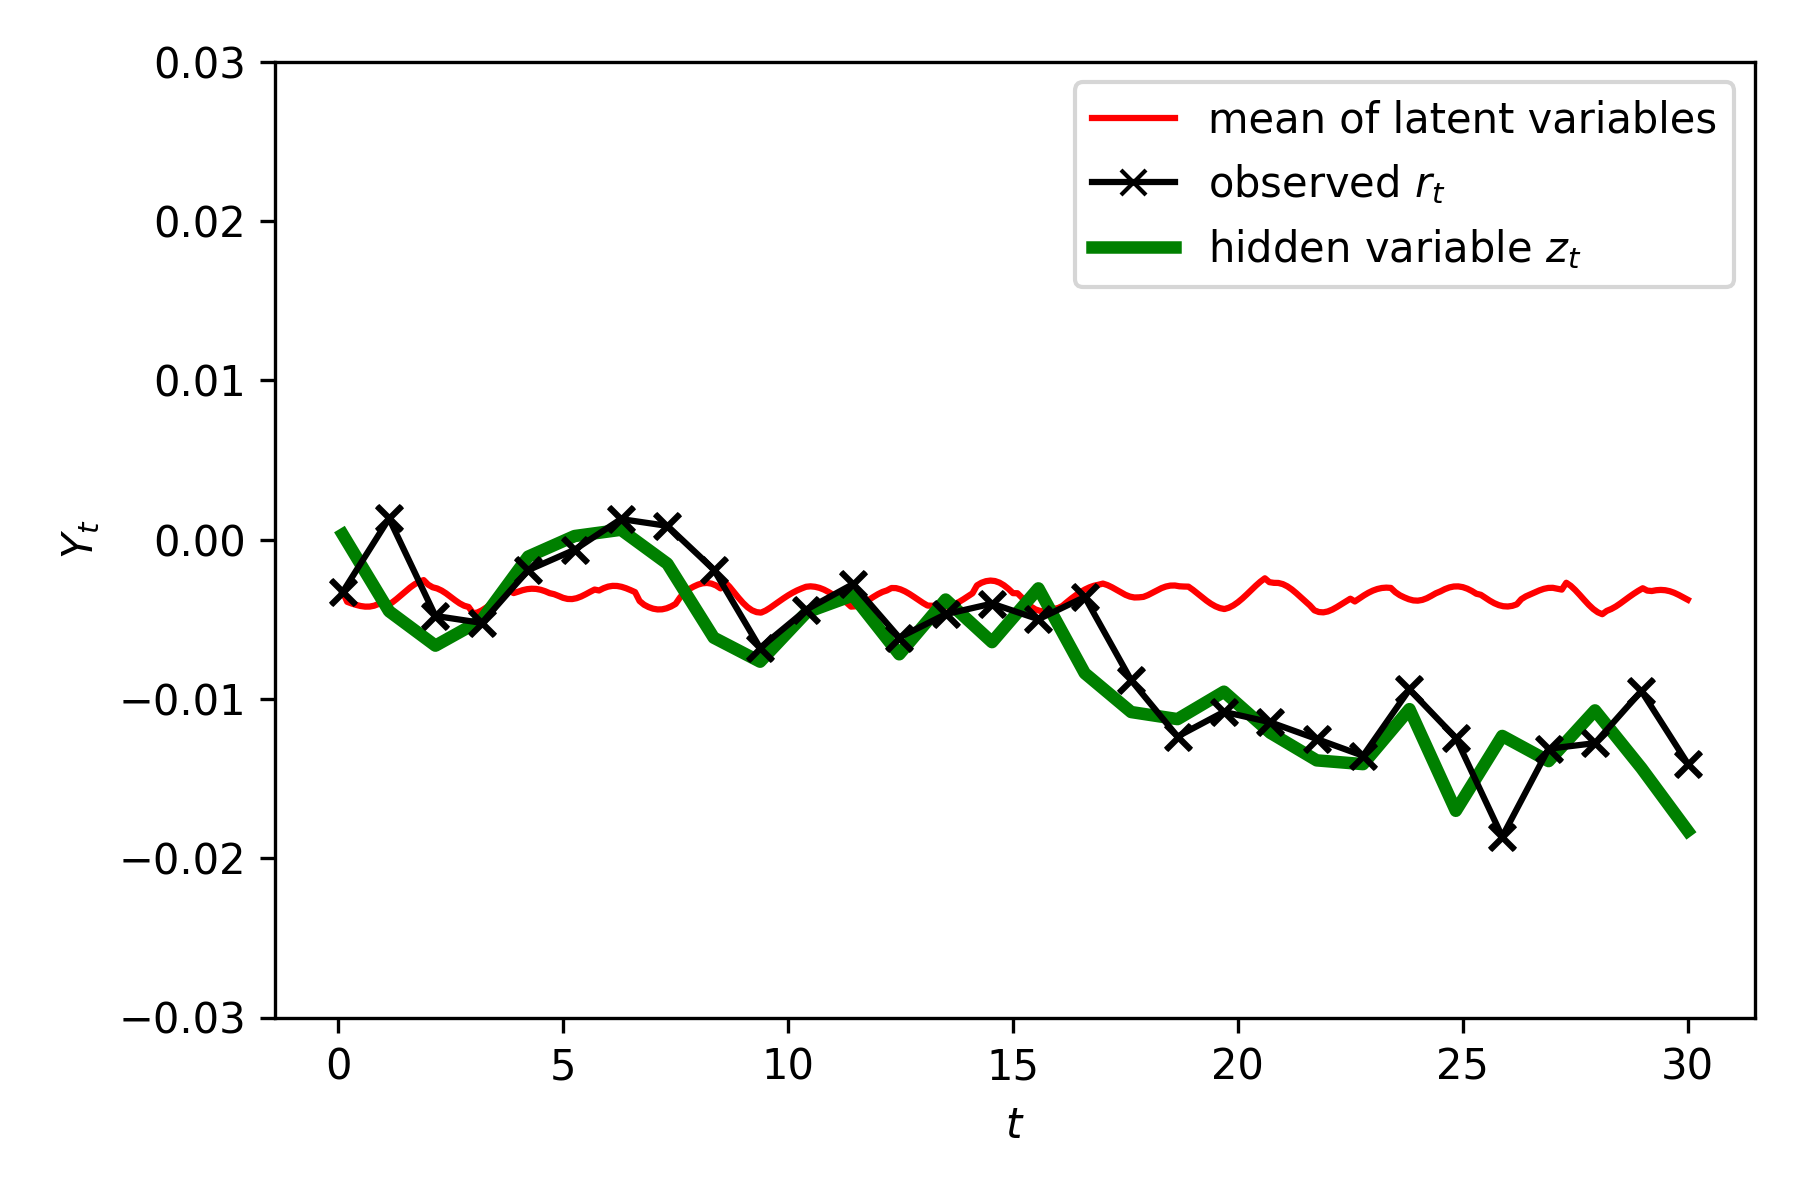 0.03
0.02
0.01
0.00
−0.01
−0.02
−0.03
Y_t
mean of latent variables
observed r_t
hidden variable z_t
0 5 10 15 20 25 30
t